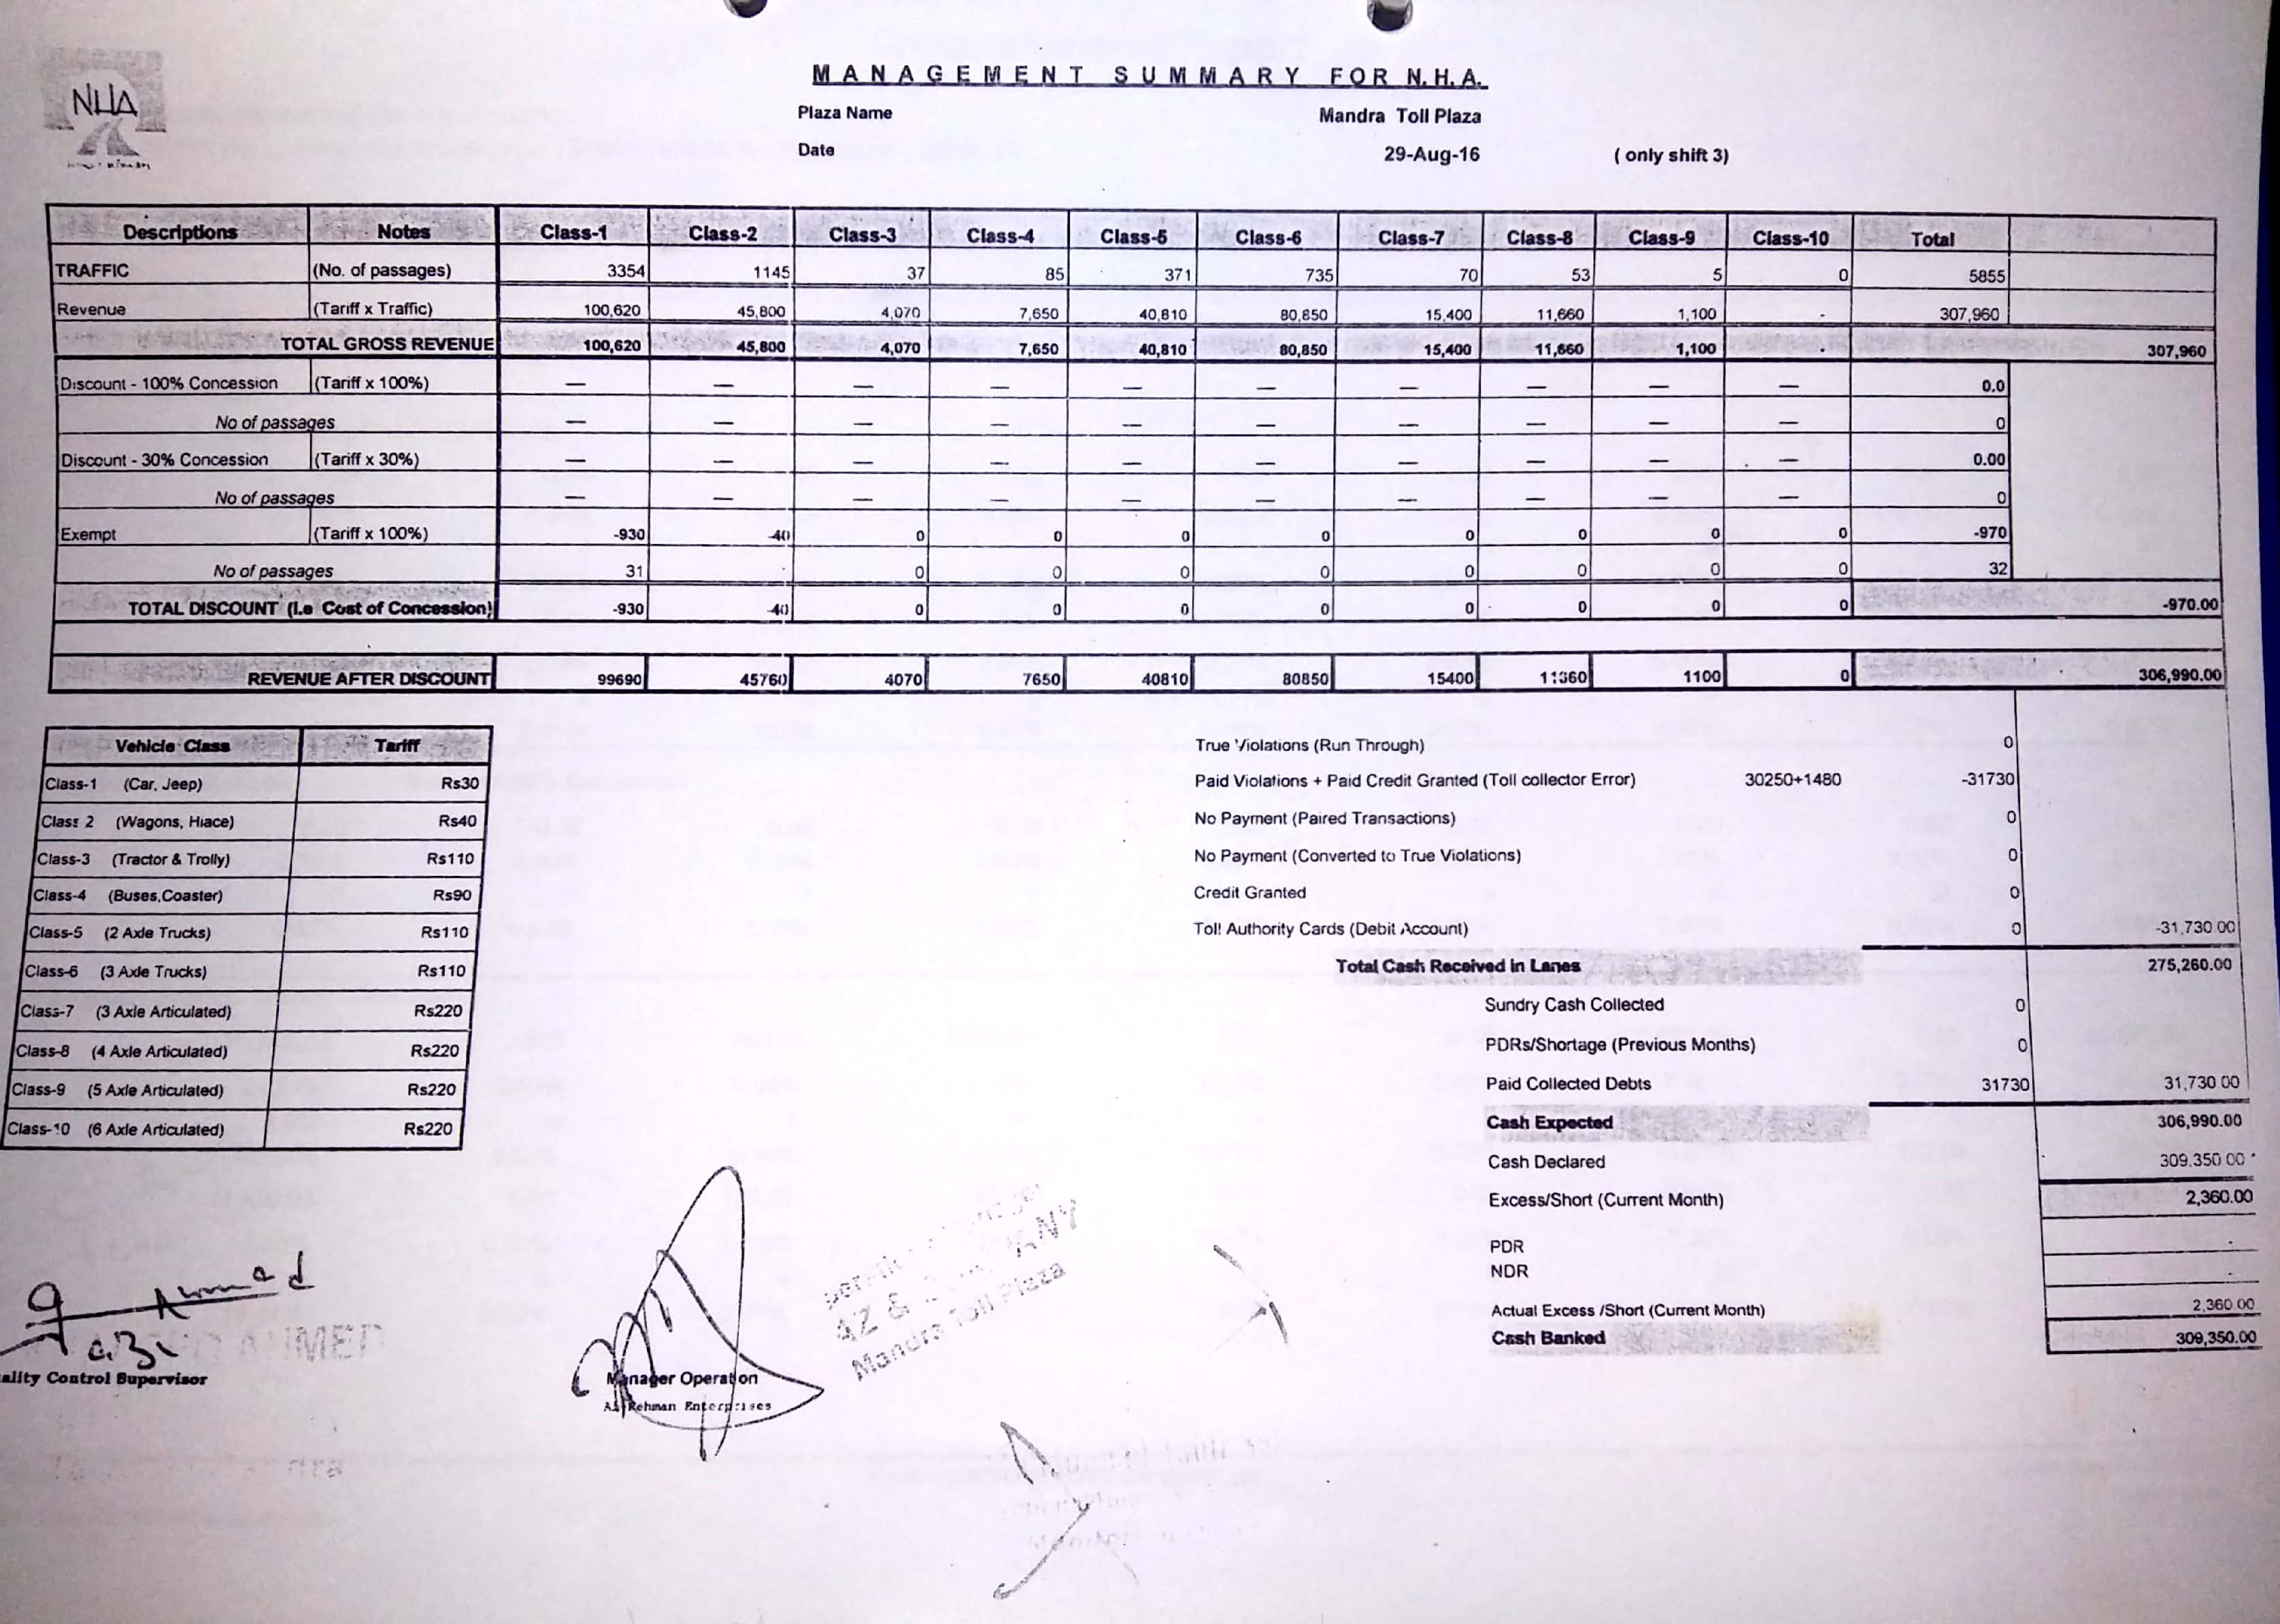 NHA
MANAGEMENT SUMMARY FOR N.H.A.
Plaza Name Mandra Toll Plaza
Date 29-Aug-16 ( only shift 3)
Descriptions Notes Class-1 Class-2 Class-3 Class-4 Class-5 Class-6 Class-7 Class-8 Class-9 Class-10 Total
TRAFFIC (No. of passages) 3354 1145 37 85 371 735 70 53 5 0 5855
Revenue (Tariff x Traffic) 100,620 45,800 4,070 7,650 40,810 80,850 15,400 11,660 1,100 - 307,960
TOTAL GROSS REVENUE 100,620 45,800 4,070 7,650 40,810 80,850 15,400 11,660 1,100 - 307,960
Discount - 100% Concession (Tariff x 100%) — — — — — — — — — — 0.0
No of passages — — — — — — — — — — 0
Discount - 30% Concession (Tariff x 30%) — — — — — — — — — — 0.00
No of passages — — — — — — — — — — 0
Exempt (Tariff x 100%) -930 -40 0 0 0 0 0 0 0 0 -970
No of passages 31 0 0 0 0 0 0 0 0 32
TOTAL DISCOUNT (I.e Cost of Concession) -930 -40 0 0 0 0 0 0 0 0 -970.00
REVENUE AFTER DISCOUNT 99690 45760 4070 7650 40810 80850 15400 1100 0 306,990.00
Vehicle Class Tariff
Class-1 (Car, Jeep) Rs30
Class 2 (Wagons, Hiace) Rs40
Class-3 (Tractor & Trolly) Rs110
Class-4 (Buses,Coaster) Rs90
Class-5 (2 Axle Trucks) Rs110
Class-6 (3 Axle Trucks) Rs110
Class-7 (3 Axle Articulated) Rs220
Class-8 (4 Axle Articulated) Rs220
Class-9 (5 Axle Articulated) Rs220
Class-10 (6 Axle Articulated) Rs220
True Violations (Run Through) 0
Paid Violations + Paid Credit Granted (Toll collector Error) 30250+1480 -31730
No Payment (Paired Transactions) 0
No Payment (Converted to True Violations) 0
Credit Granted 0
Toll Authority Cards (Debit Account) 0 -31,730.00
Total Cash Received in Lanes 275,260.00
Sundry Cash Collected 0
PDRs/Shortage (Previous Months) 0
Paid Collected Debts 31730 31,730.00
Cash Expected 306,990.00
Cash Declared 309,350.00
Excess/Short (Current Month) 2,360.00
PDR -
NDR -
Actual Excess /Short (Current Month) 2,360.00
Cash Banked 309,350.00
Ahmad
AHMED
ality Control Supervisor
Manager Operation
Rehman Enterprises
AZ &
Mandra Toll Plaza